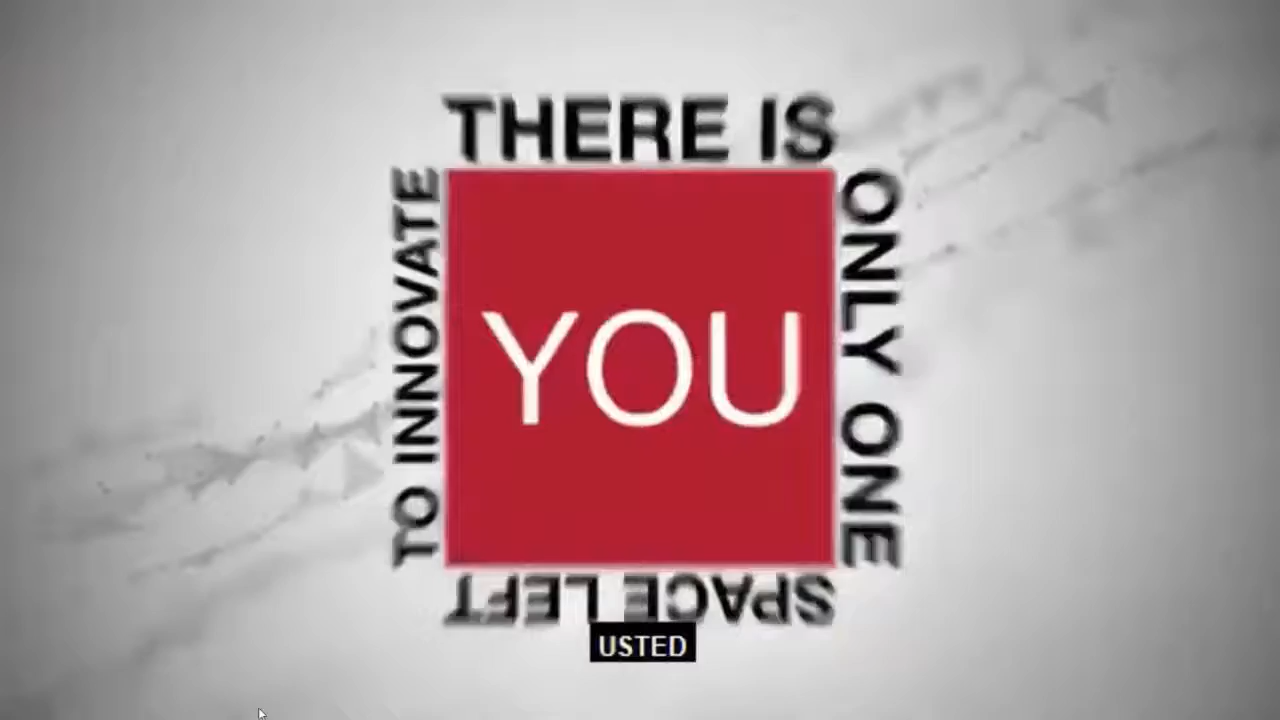 THERE IS
ONLY ONE
SPACE LEFT
TO INNOVATE
YOU
USTED